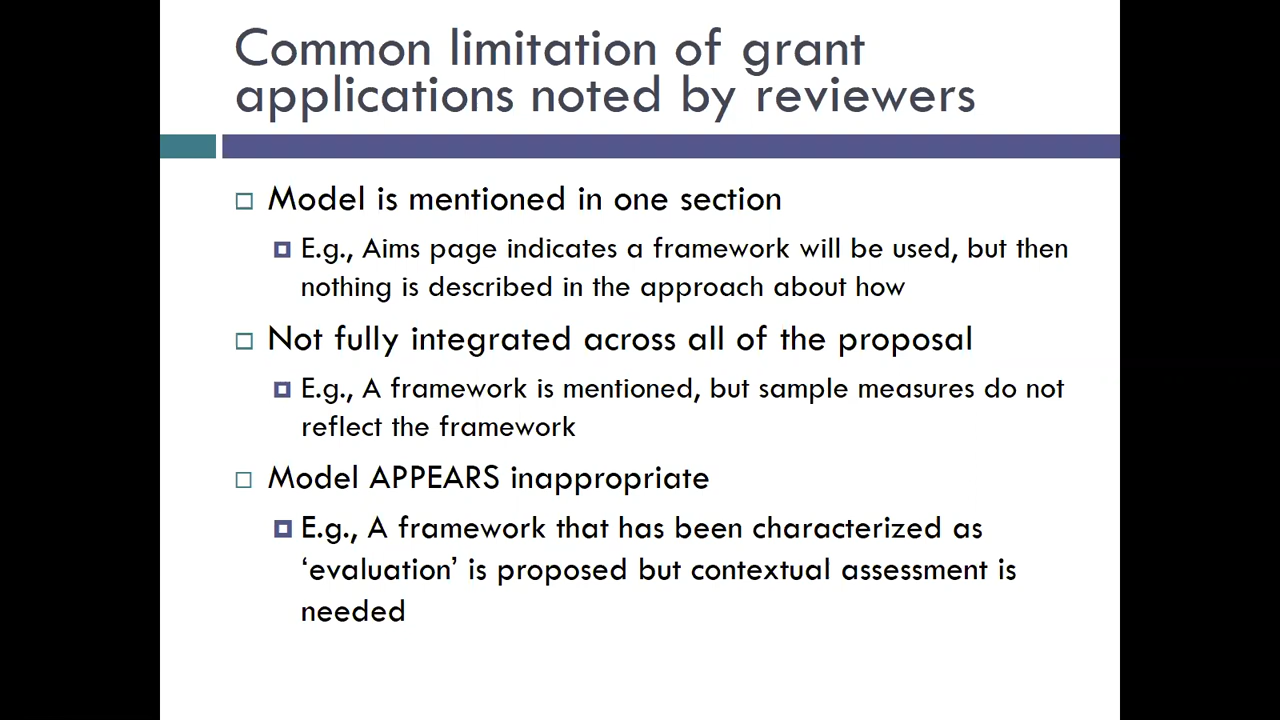 Common limitation of grant
applications noted by reviewers
Model is mentioned in one section
E.g., Aims page indicates a framework will be used, but then
nothing is described in the approach about how
Not fully integrated across all of the proposal
E.g., A framework is mentioned, but sample measures do not
reflect the framework
Model APPEARS inappropriate
E.g., A framework that has been characterized as
‘evaluation’ is proposed but contextual assessment is
needed